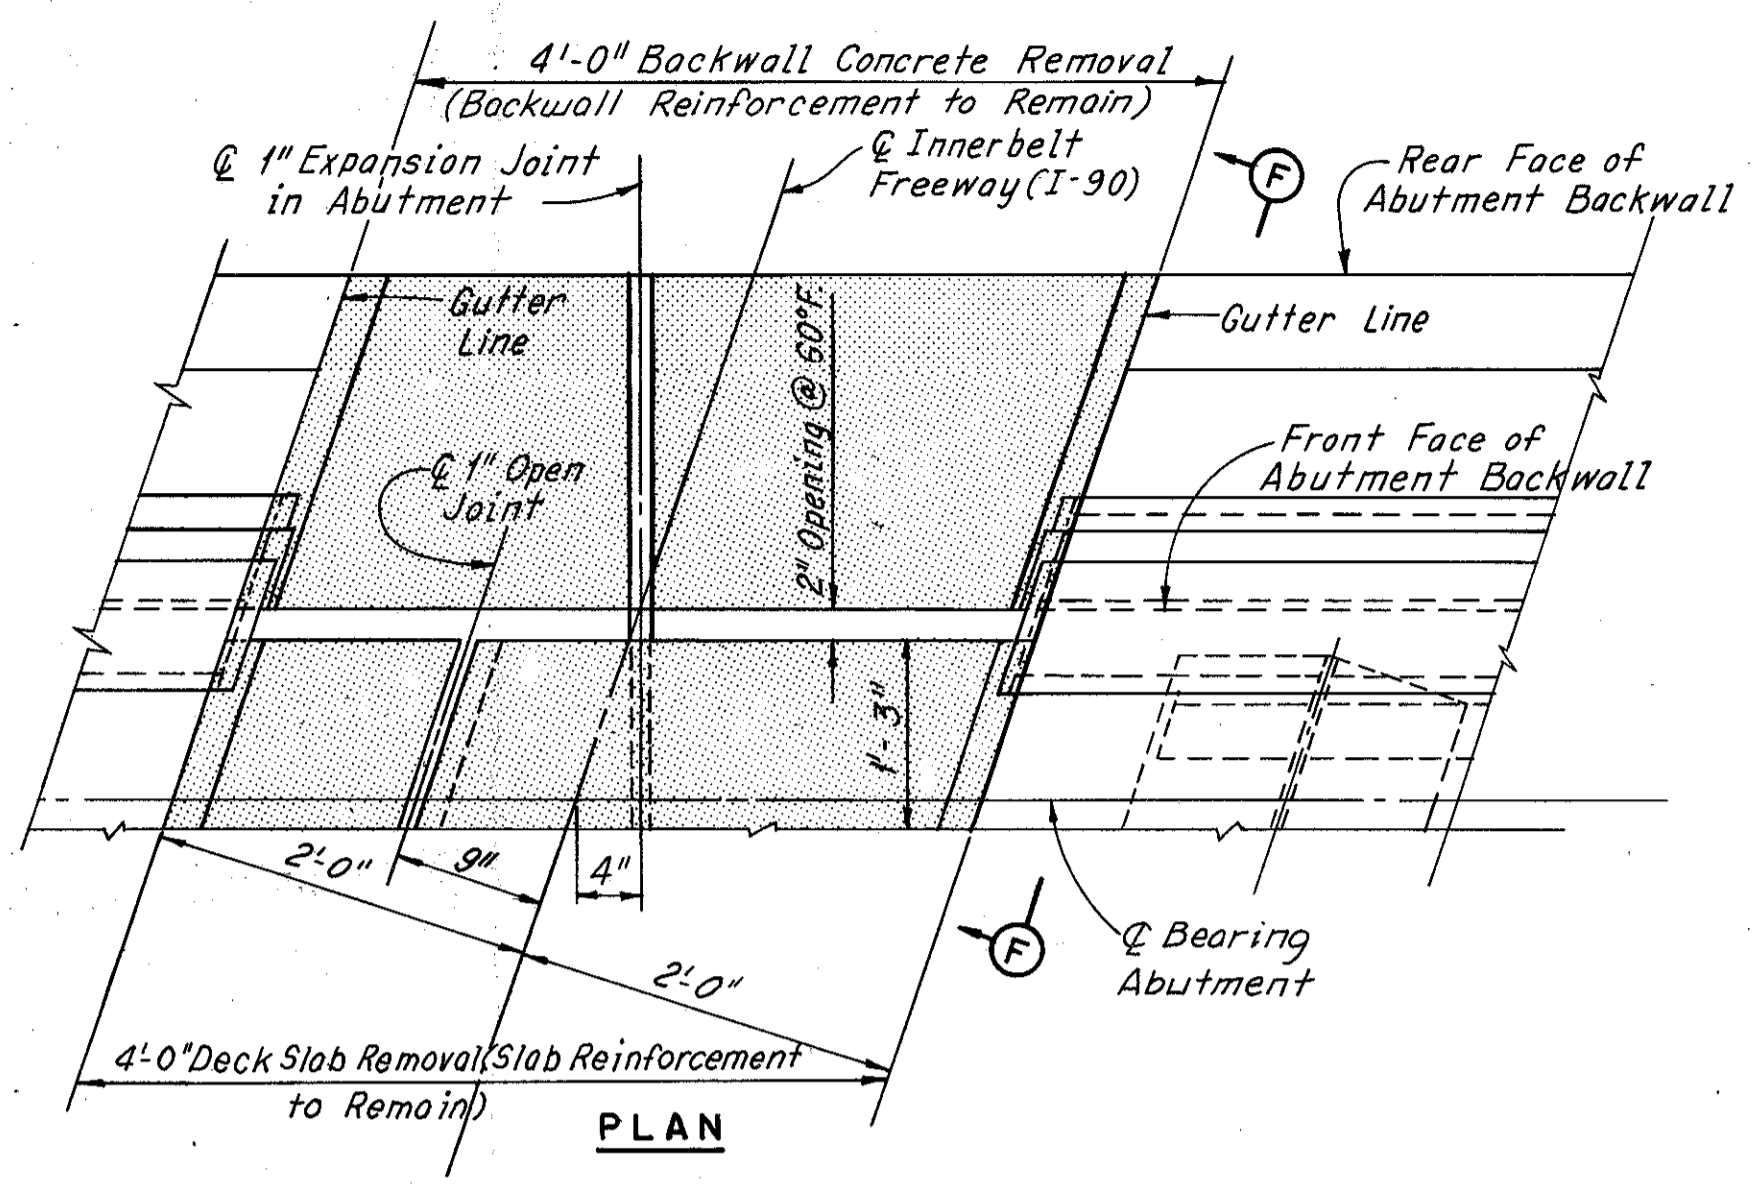 4'-0" Backwall Concrete Removal
(Backwall Reinforcement to Remain)
℄ 1" Expansion Joint
in Abutment
℄ Innerbelt
Freeway (I-90)
F
Rear Face of
Abutment Backwall
Gutter
Line
Gutter Line
2" Opening @ 60°F.
℄ 1" Open
Joint
Front Face of
Abutment Backwall
1'-3"
2'-0"
9"
4"
2'-0"
F
℄ Bearing
Abutment
4'-0" Deck Slab Removal (Slab Reinforcement
to Remain)
PLAN